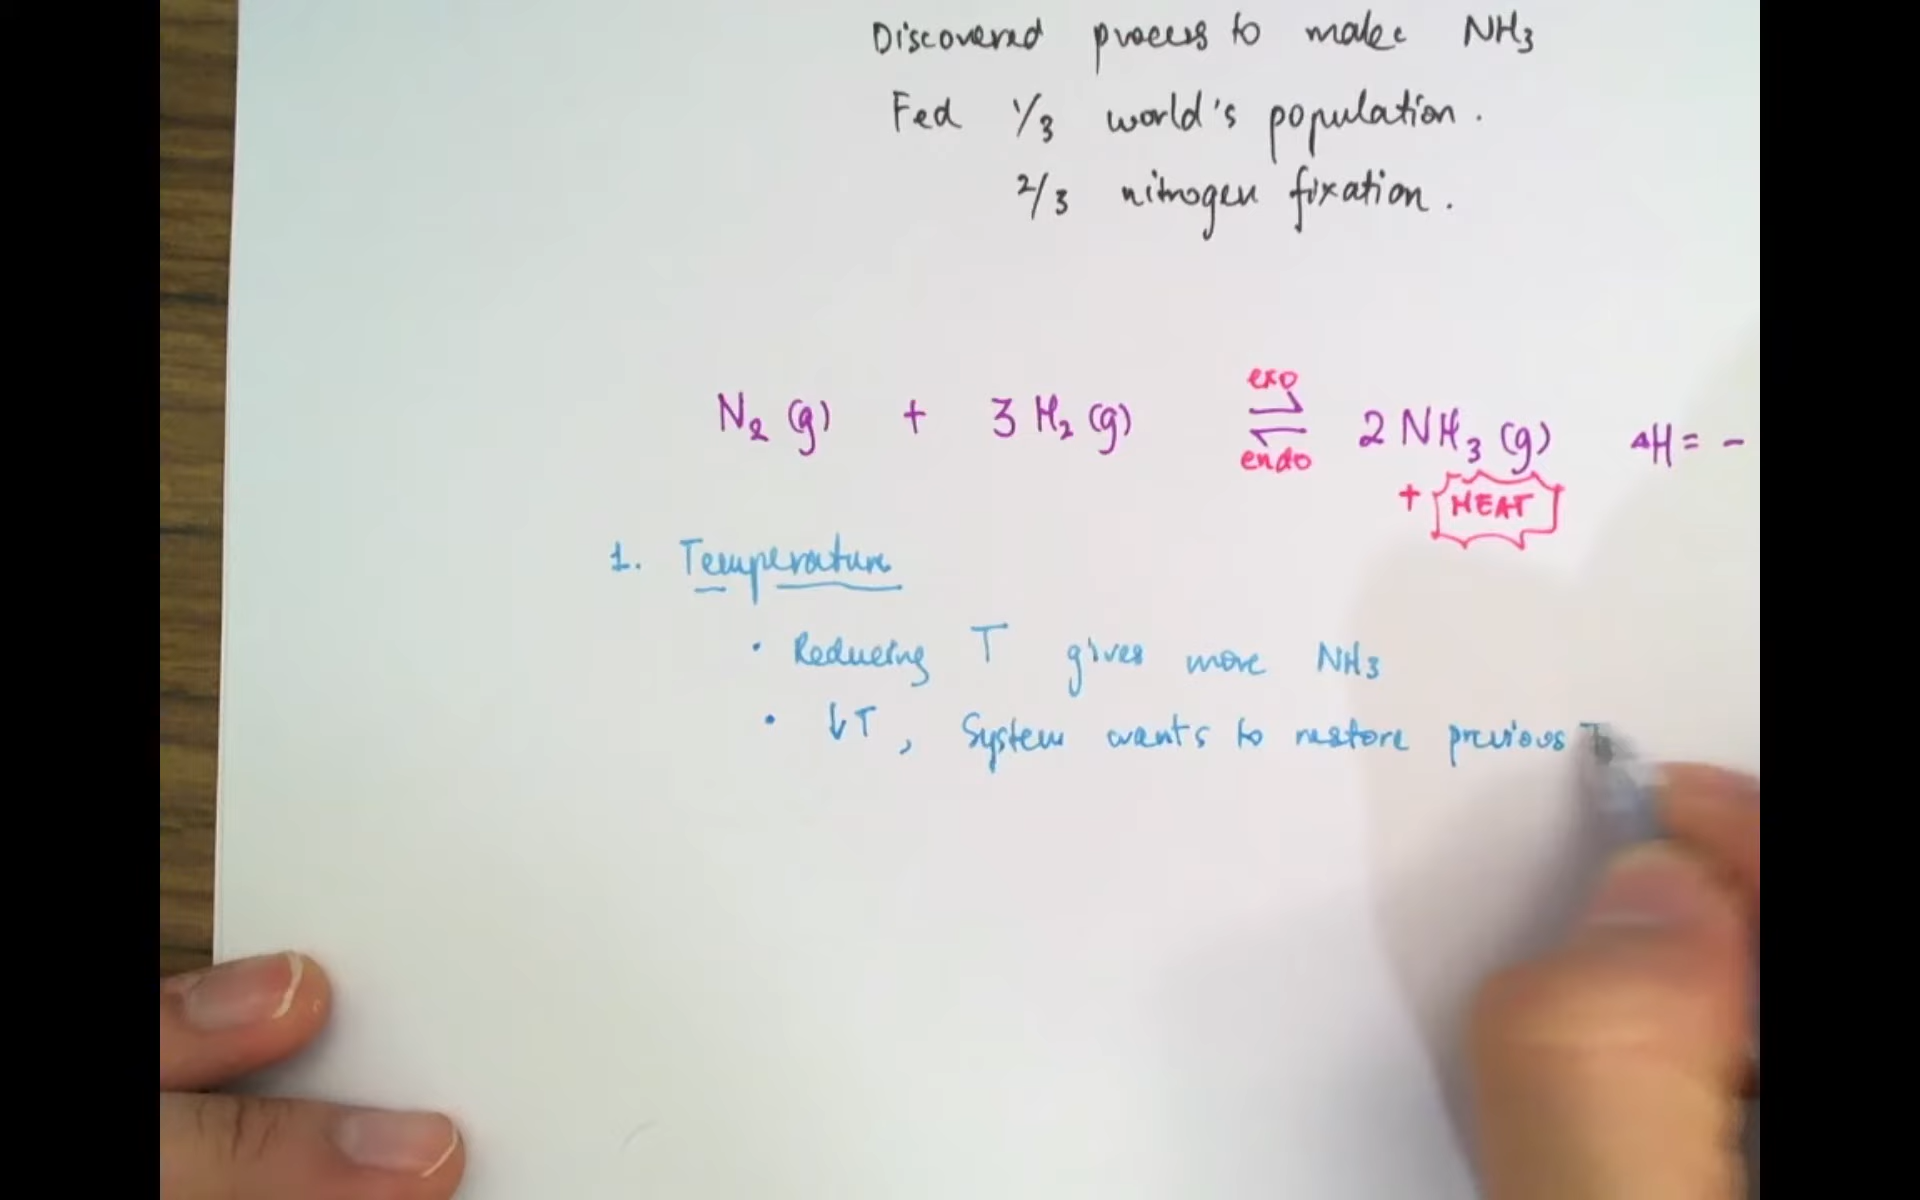 Discovered process to make NH₃
Fed 1/3 world's population.
2/3 nitrogen fixation.
exo
N₂ (g) + 3 H₂ (g) ⇌ 2 NH₃ (g) ΔH = -
endo
+ HEAT
1. Temperature
• Reducing T gives more NH₃
• ↓T, System wants to restore previous T